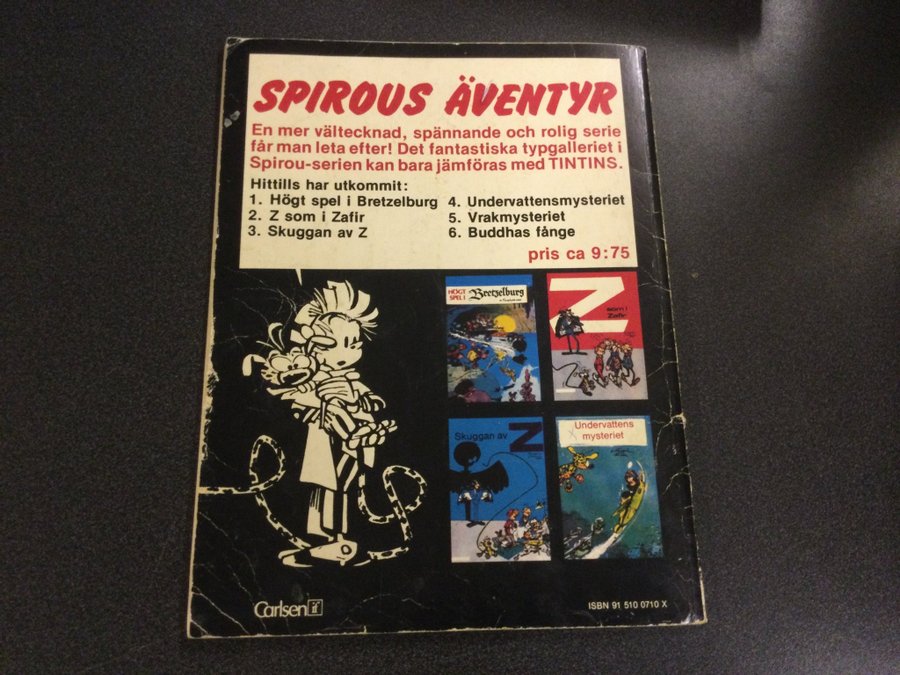 SPIROUS ÄVENTYR
En mer vältecknad, spännande och rolig serie
får man leta efter! Det fantastiska typgalleriet i
Spirou-serien kan bara jämföras med TINTINS.
Hittills har utkommit:
1. Högt spel i Bretzelburg
2. Z som i Zafir
3. Skuggan av Z
4. Undervattensmysteriet
5. Vrakmysteriet
6. Buddhas fånge
pris ca 9:75
HÖGT
SPEL I
Bretzelburg
Z
som i
Zafir
Skuggan av
Z
Undervattens
mysteriet
Carlsen if
ISBN 91 510 0710 X